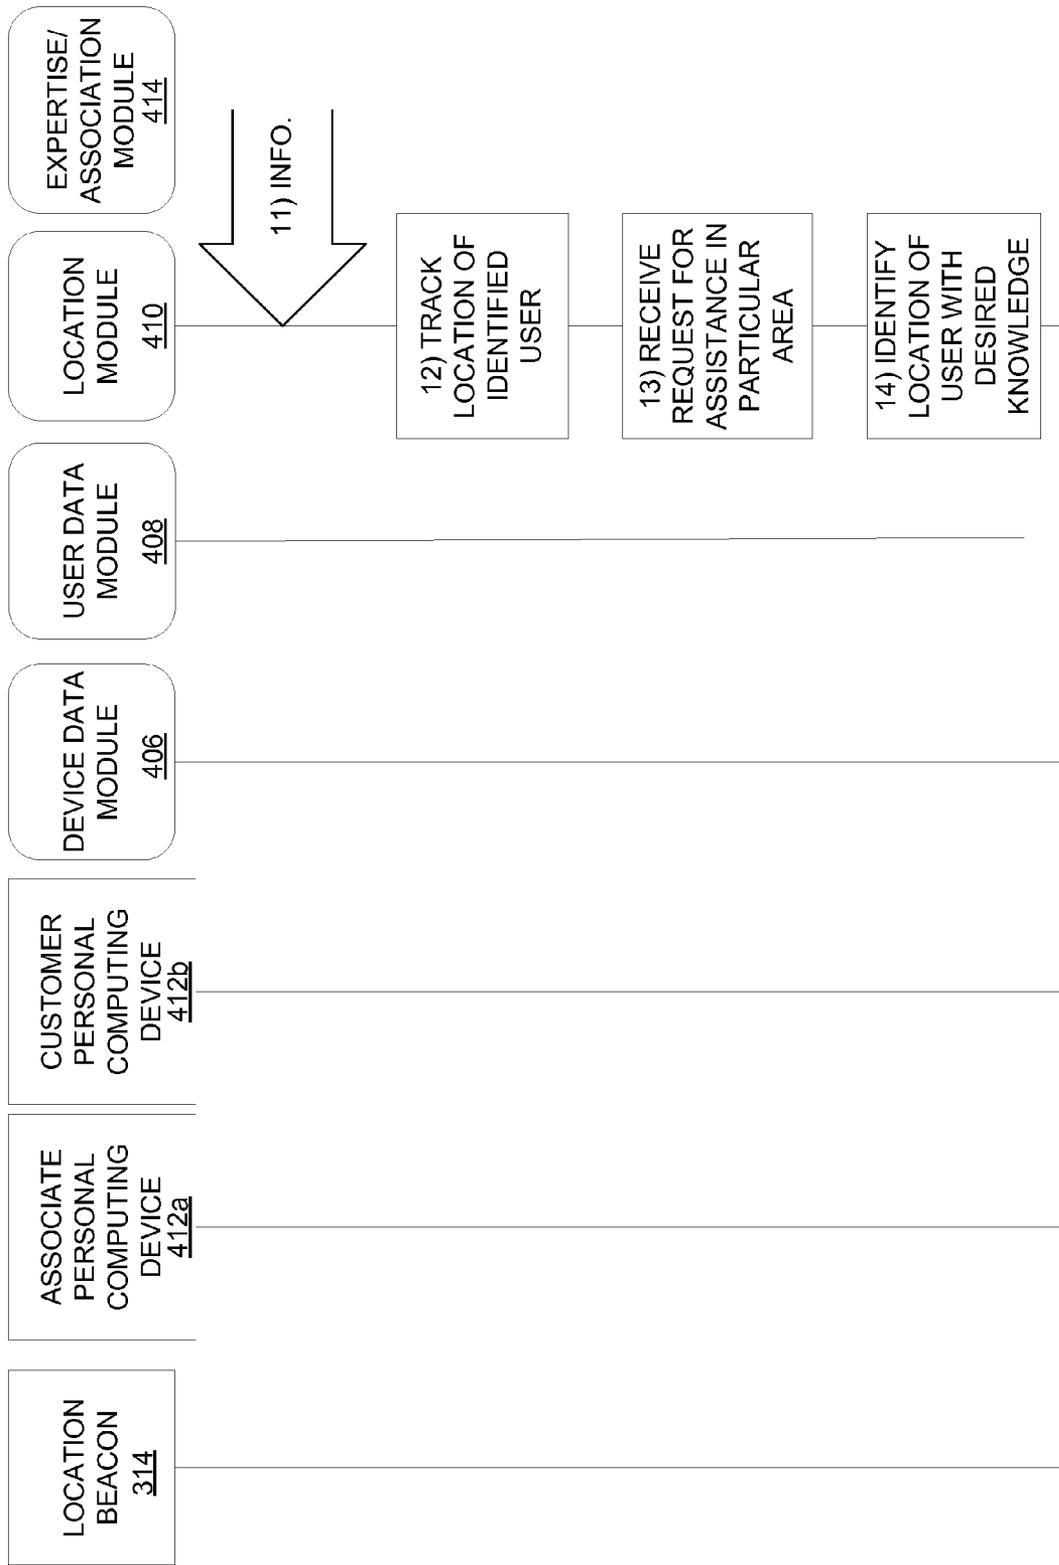 LOCATION
BEACON
314
ASSOCIATE
PERSONAL
COMPUTING
DEVICE
412a
CUSTOMER
PERSONAL
COMPUTING
DEVICE
412b
DEVICE DATA
MODULE
406
USER DATA
MODULE
408
LOCATION
MODULE
410
EXPERTISE/
ASSOCIATION
MODULE
414
11) INFO.
12) TRACK
LOCATION OF
IDENTIFIED
USER
13) RECEIVE
REQUEST FOR
ASSISTANCE IN
PARTICULAR
AREA
14) IDENTIFY
LOCATION OF
USER WITH
DESIRED
KNOWLEDGE